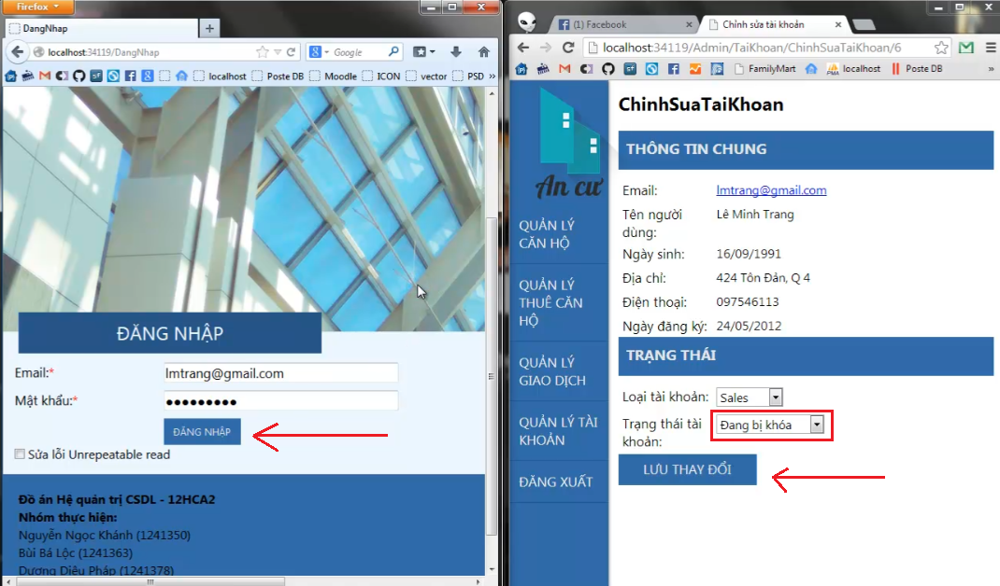 Firefox
DangNhap
localhost:34119/DangNhap
Google
localhost
Poste DB
Moodle
ICON
vector
PSD
»
ĐĂNG NHẬP
Email:*
lmtrang@gmail.com
Mật khẩu:*
●●●●●●●●●
ĐĂNG NHẬP
Sửa lỗi Unrepeatable read
Đồ án Hệ quản trị CSDL - 12HCA2
Nhóm thực hiện:
Nguyễn Ngọc Khánh (1241350)
Bùi Bá Lộc (1241363)
Dương Diệu Pháp (1241378)
(1) Facebook
Chỉnh sửa tài khoản
localhost:34119/Admin/TaiKhoan/ChinhSuaTaiKhoan/6
FamilyMart
localhost
Poste DB
»
An cư
QUẢN LÝ
CĂN HỘ
QUẢN LÝ
THUÊ CĂN
HỘ
QUẢN LÝ
GIAO DỊCH
QUẢN LÝ TÀI
KHOẢN
ĐĂNG XUẤT
ChinhSuaTaiKhoan
THÔNG TIN CHUNG
Email: lmtrang@gmail.com
Tên người
dùng:
Lê Minh Trang
Ngày sinh: 16/09/1991
Địa chỉ: 424 Tôn Đản, Q 4
Điện thoại: 097546113
Ngày đăng ký: 24/05/2012
TRẠNG THÁI
Loại tài khoản: Sales
Trạng thái tài
khoản:
Đang bị khóa
LƯU THAY ĐỔI